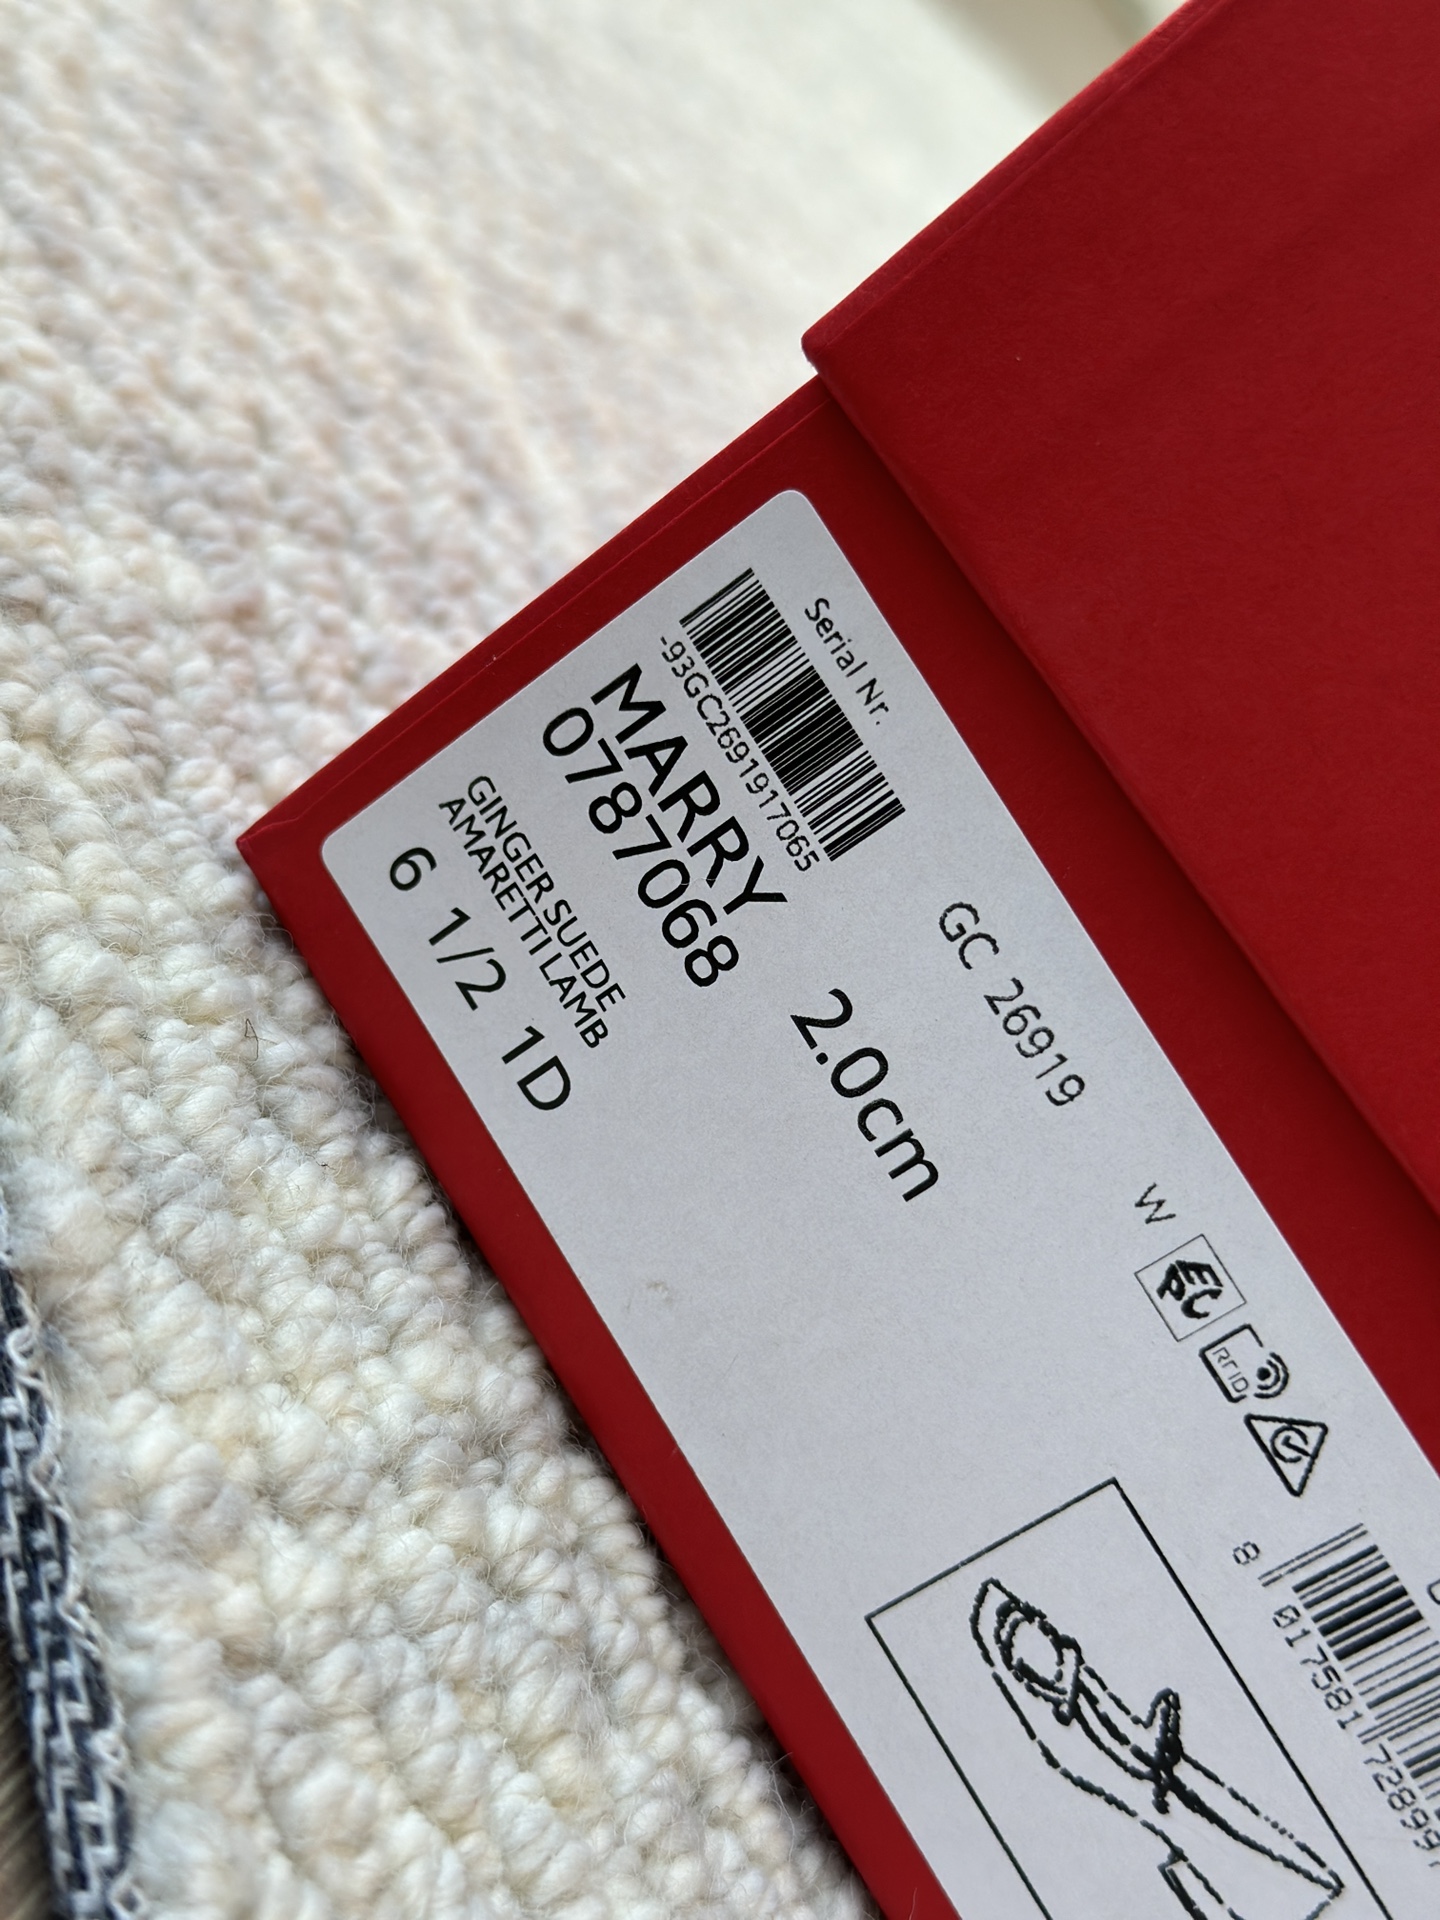 Serial Nr.
-93GC2691917065
GC 26919
W
EPC
RFID
MARRY
0787068
2.0cm
GINGER SUEDE
AMARETTI LAMB
6 1/2 1D
8 017581 72899